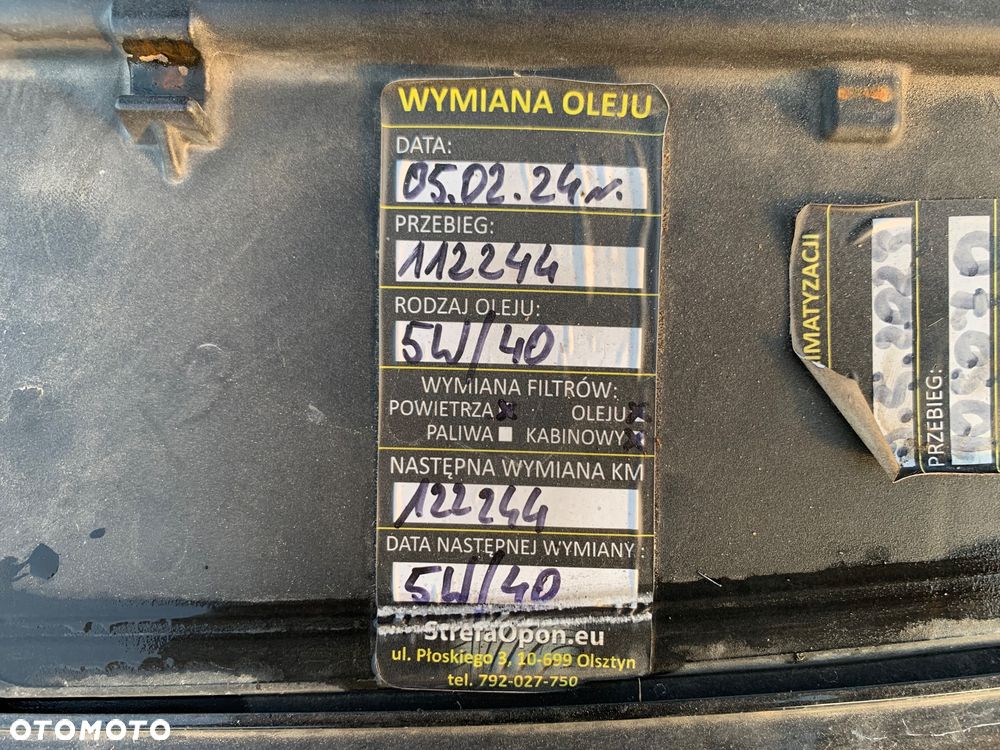 WYMIANA OLEJU
DATA:
05.02.24 r.
PRZEBIEG:
112244
RODZAJ OLEJU:
5W/40
WYMIANA FILTRÓW:
POWIETRZA OLEJU
PALIWA KABINOWY
NASTĘPNA WYMIANA KM
122244
DATA NASTĘPNEJ WYMIANY:
5W/40
StrefaOpon.eu
ul. Płoskiego 3, 10-699 Olsztyn
tel. 792-027-750
IMATYZACJI
PRZEBIEG:
OTOMOTO